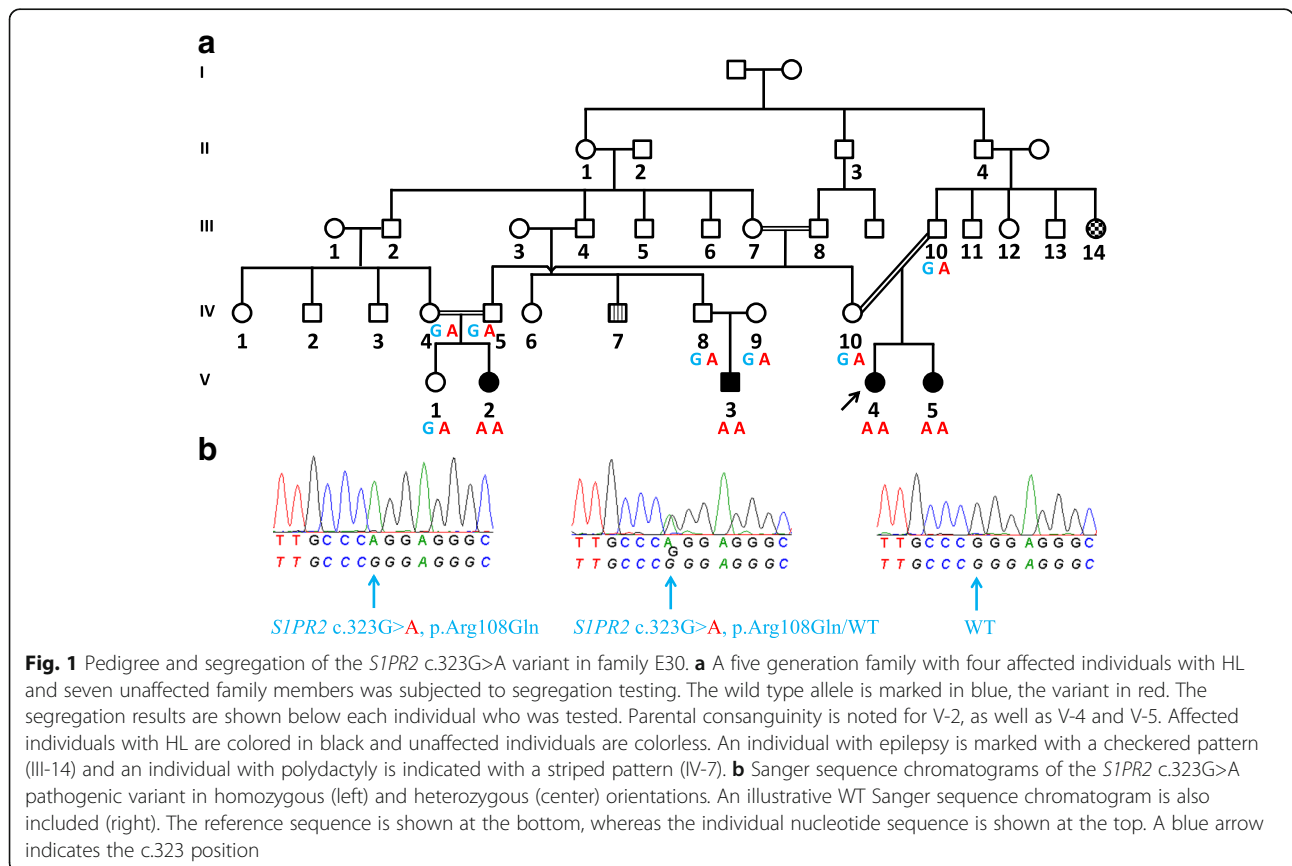 a
I
II
1 2 3 4
III
1 2 3 4 5 6 7 8 10 11 12 13 14
G A
IV
1 2 3 4 5 6 7 8 9 10
G A G A G A G A G A
V
1 2 3 4 5
G A A A A A A A A A
b
T T G C C C A G G A G G G C
T T G C C C G G G A G G G C
S1PR2 c.323G>A, p.Arg108Gln
T T G C C C A G G A G G G C
G
T T G C C C G G G A G G G C
S1PR2 c.323G>A, p.Arg108Gln/WT
T T G C C C G G G A G G G C
T T G C C C G G G A G G G C
WT
Fig. 1 Pedigree and segregation of the S1PR2 c.323G>A variant in family E30. a A five generation family with four affected individuals with HL
and seven unaffected family members was subjected to segregation testing. The wild type allele is marked in blue, the variant in red. The
segregation results are shown below each individual who was tested. Parental consanguinity is noted for V-2, as well as V-4 and V-5. Affected
individuals with HL are colored in black and unaffected individuals are colorless. An individual with epilepsy is marked with a checkered pattern
(III-14) and an individual with polydactyly is indicated with a striped pattern (IV-7). b Sanger sequence chromatograms of the S1PR2 c.323G>A
pathogenic variant in homozygous (left) and heterozygous (center) orientations. An illustrative WT Sanger sequence chromatogram is also
included (right). The reference sequence is shown at the bottom, whereas the individual nucleotide sequence is shown at the top. A blue arrow
indicates the c.323 position